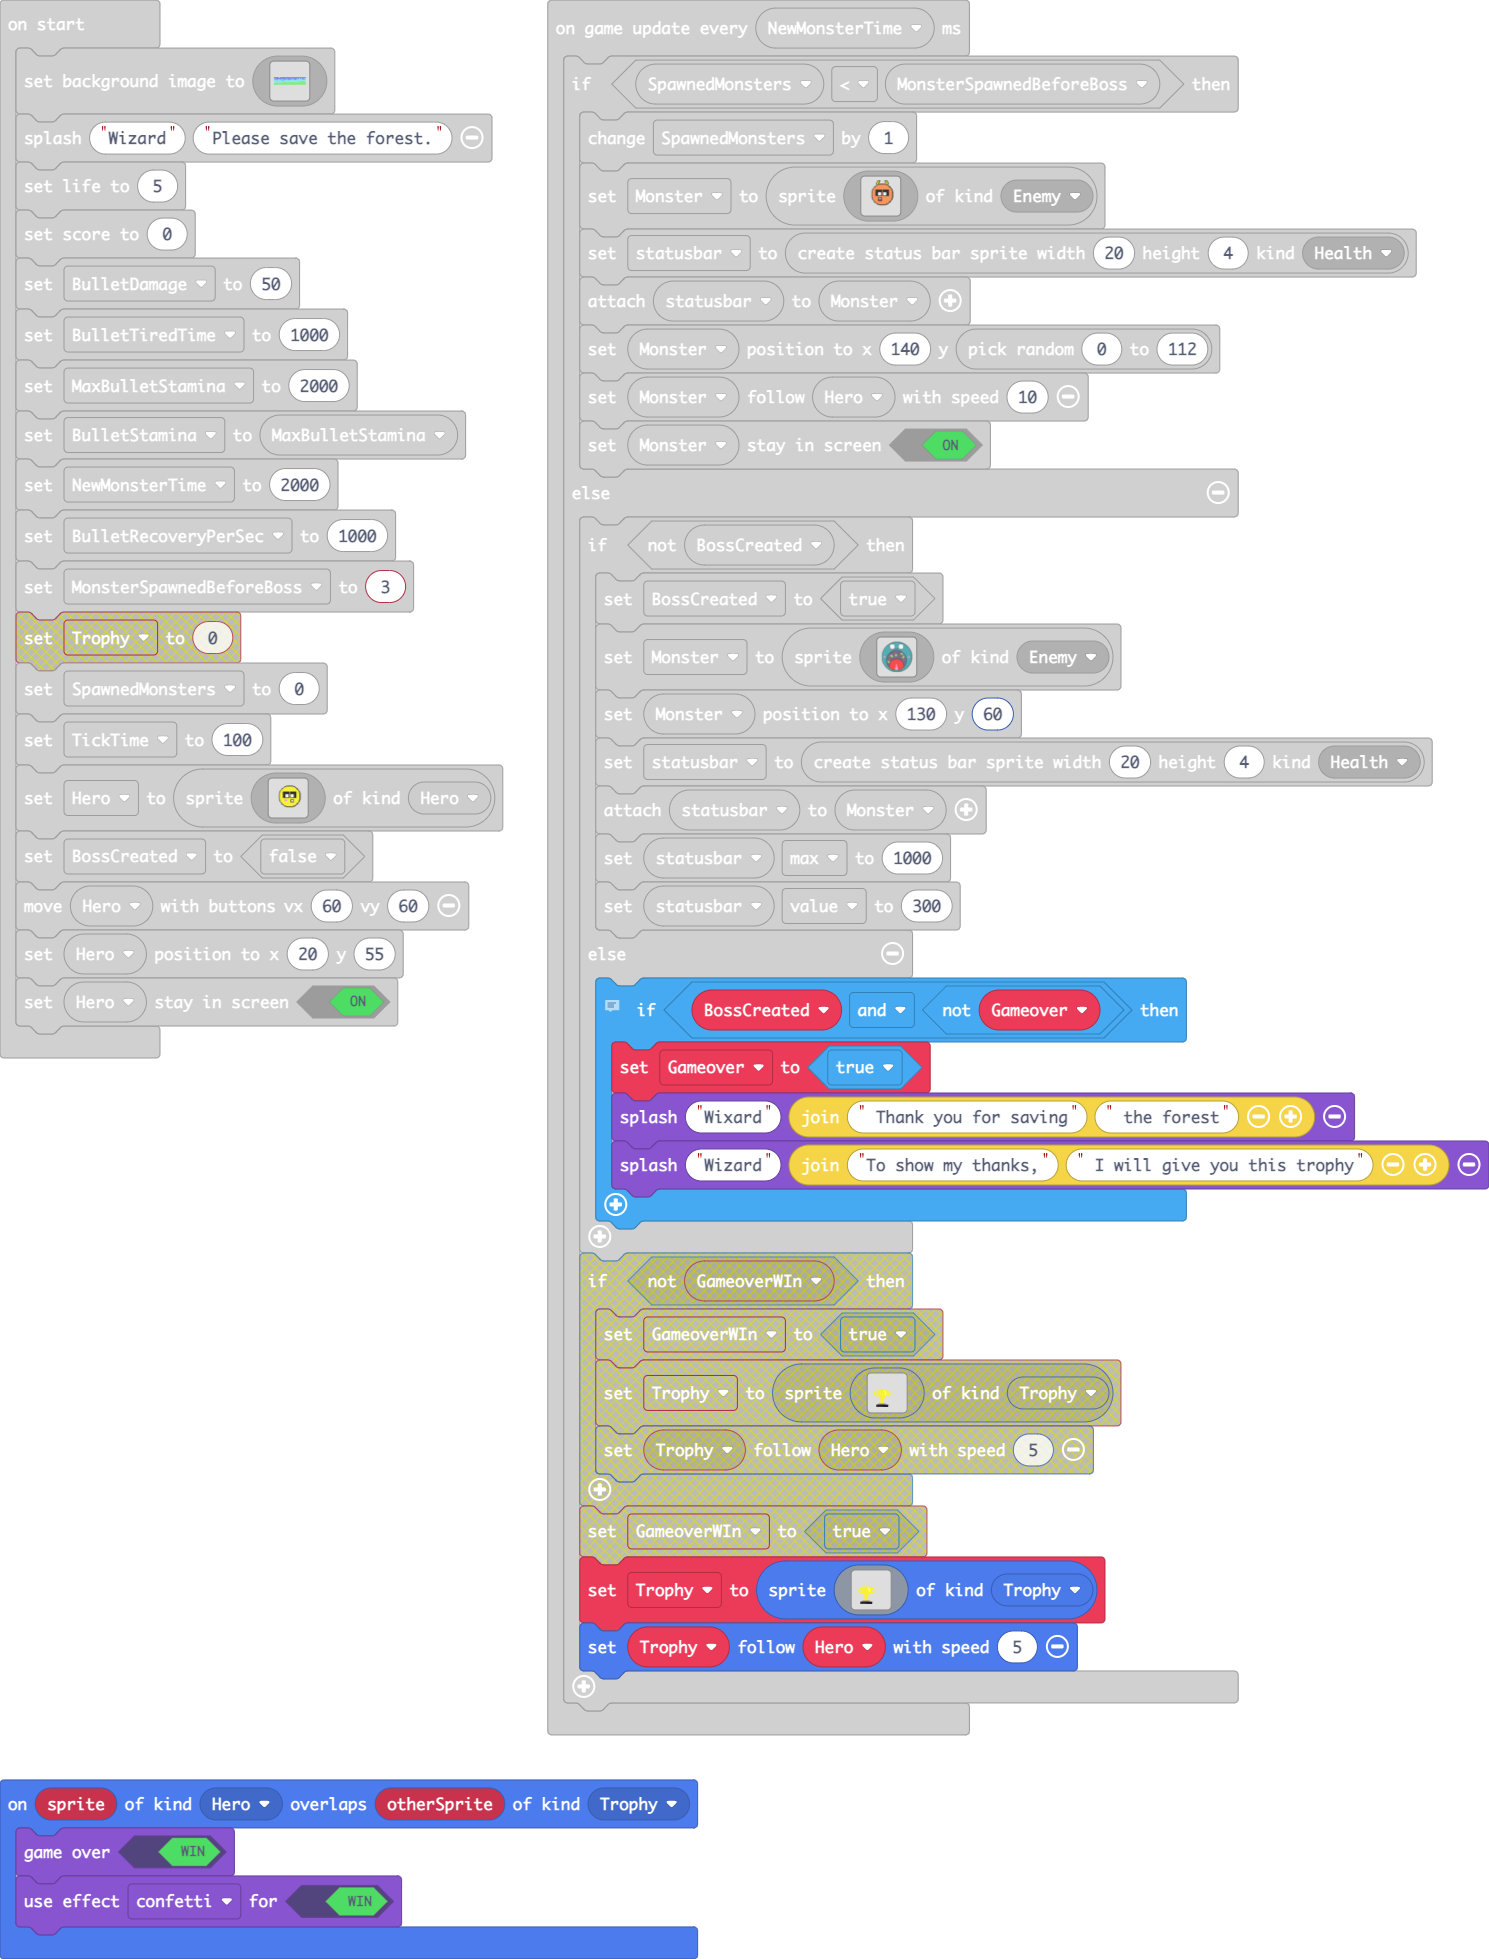 on start
set background image to
splash "Wizard" "Please save the forest."
set life to 5
set score to 0
set BulletDamage to 50
set BulletTiredTime to 1000
set MaxBulletStamina to 2000
set BulletStamina to MaxBulletStamina
set NewMonsterTime to 2000
set BulletRecoveryPerSec to 1000
set MonsterSpawnedBeforeBoss to 3
set Trophy to 0
set SpawnedMonsters to 0
set TickTime to 100
set Hero to sprite of kind Hero
set BossCreated to false
move Hero with buttons vx 60 vy 60
set Hero position to x 20 y 55
set Hero stay in screen ON
on game update every NewMonsterTime ms
if SpawnedMonsters < MonsterSpawnedBeforeBoss then
change SpawnedMonsters by 1
set Monster to sprite of kind Enemy
set statusbar to create status bar sprite width 20 height 4 kind Health
attach statusbar to Monster
set Monster position to x 140 y pick random 0 to 112
set Monster follow Hero with speed 10
set Monster stay in screen ON
else
if not BossCreated then
set BossCreated to true
set Monster to sprite of kind Enemy
set Monster position to x 130 y 60
set statusbar to create status bar sprite width 20 height 4 kind Health
attach statusbar to Monster
set statusbar max to 1000
set statusbar value to 300
else
if BossCreated and not Gameover then
set Gameover to true
splash "Wixard" join " Thank you for saving" " the forest"
splash "Wizard" join "To show my thanks," " I will give you this trophy"
if not GameoverWIn then
set GameoverWIn to true
set Trophy to sprite of kind Trophy
set Trophy follow Hero with speed 5
set GameoverWIn to true
set Trophy to sprite of kind Trophy
set Trophy follow Hero with speed 5
on sprite of kind Hero overlaps otherSprite of kind Trophy
game over WIN
use effect confetti for WIN